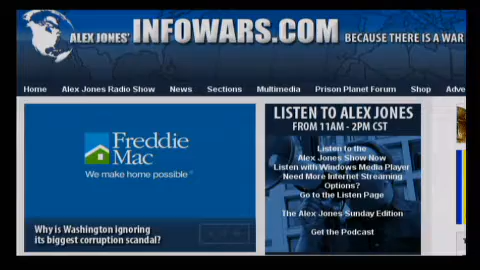 ALEX JONES' INFOWARS.COM BECAUSE THERE IS A WAR
Home Alex Jones Radio Show News Sections Multimedia Prison Planet Forum Shop Adve
Freddie
Mac
We make home possible®
Why is Washington ignoring
its biggest corruption scandal?
LISTEN TO ALEX JONES
FROM 11AM - 2PM CST
Listen to the
Alex Jones Show Now
Listen with Windows Media Player
Need More Internet Streaming
Options?
Go to the Listen Page
The Alex Jones Sunday Edition
Get the Podcast